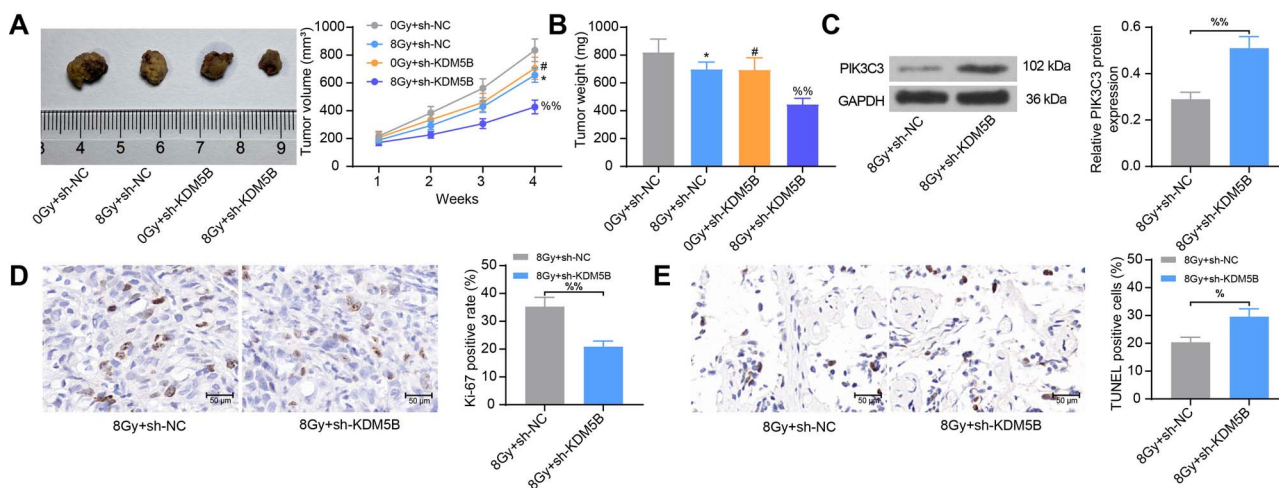 A
3 4 5 6 7 8 9
0Gy+sh-NC
8Gy+sh-NC
0Gy+sh-KDM5B
8Gy+sh-KDM5B
Tumor volume (mm³)
1000
800
600
400
200
0
0Gy+sh-NC
8Gy+sh-NC
0Gy+sh-KDM5B
8Gy+sh-KDM5B
#
*
%%
1 2 3 4
Weeks
B
Tumor weight (mg)
1000
800
600
400
200
0
*
#
%%
0Gy+sh-NC
8Gy+sh-NC
0Gy+sh-KDM5B
8Gy+sh-KDM5B
C
PIK3C3
102 kDa
GAPDH
36 kDa
8Gy+sh-NC
8Gy+sh-KDM5B
Relative PIK3C3 protein
expression
0.6
0.4
0.2
0.0
%%
8Gy+sh-NC
8Gy+sh-KDM5B
D
50 μm
50 μm
8Gy+sh-NC
8Gy+sh-KDM5B
8Gy+sh-NC
8Gy+sh-KDM5B
Ki-67 positive rate (%)
50
40
30
20
10
0
%%
8Gy+sh-NC
8Gy+sh-KDM5B
E
50 μm
50 μm
8Gy+sh-NC
8Gy+sh-KDM5B
8Gy+sh-NC
8Gy+sh-KDM5B
TUNEL positive cells (%)
50
40
30
20
10
0
%
8Gy+sh-NC
8Gy+sh-KDM5B